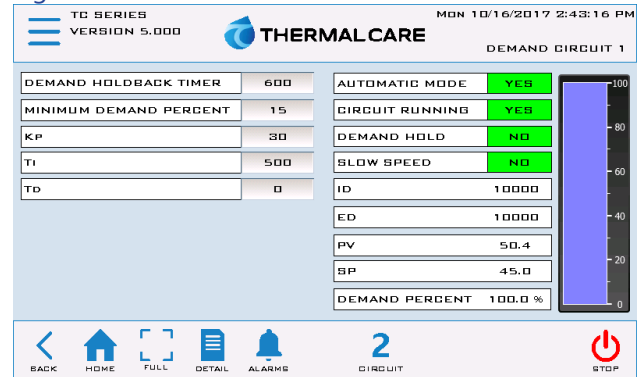 TC SERIES
VERSION 5.000
THERMALCARE
MON 10/16/2017 2:43:16 PM
DEMAND CIRCUIT 1
DEMAND HOLDBACK TIMER 600
MINIMUM DEMAND PERCENT 15
KP 30
TI 500
TD 0
AUTOMATIC MODE YES
CIRCUIT RUNNING YES
DEMAND HOLD NO
SLOW SPEED NO
ID 10000
ED 10000
PV 50.4
SP 45.0
DEMAND PERCENT 100.0 %
100
80
60
40
20
0
BACK
HOME
FULL
DETAIL
ALARMS
2
CIRCUIT
STOP